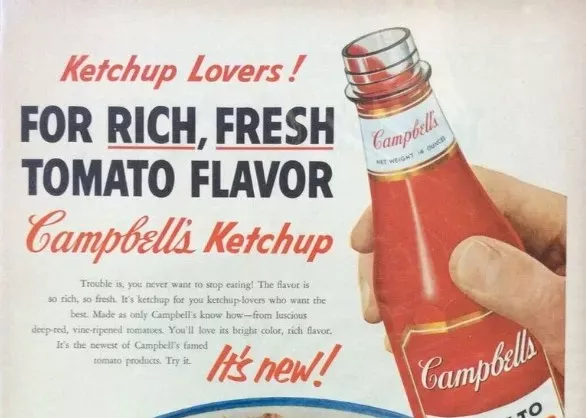 Ketchup Lovers!
FOR RICH, FRESH
TOMATO FLAVOR
Campbell's Ketchup
Trouble is, you never want to stop eating! The flavor is
so rich, so fresh. It's ketchup for you ketchup-lovers who want the
best. Made as only Campbell's know how—from luscious
deep-red, vine-ripened tomatoes. You'll love its bright color, rich flavor.
It's the newest of Campbell's famed
tomato products. Try it.
It's new!
Campbell's
NET WEIGHT 14 OUNCES
Campbell's
TO